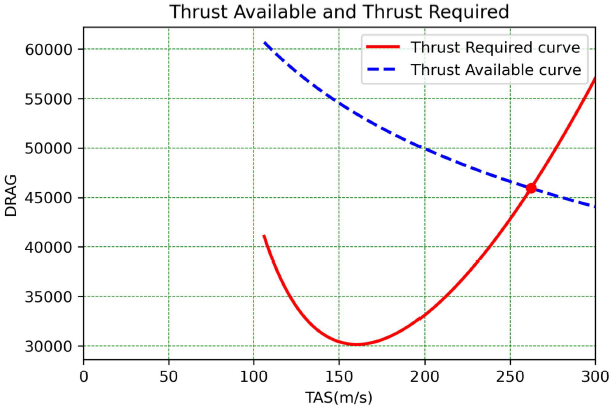 Thrust Available and Thrust Required
60000
55000
50000
45000
40000
35000
30000
DRAG
Thrust Required curve
Thrust Available curve
0 50 100 150 200 250 300
TAS(m/s)